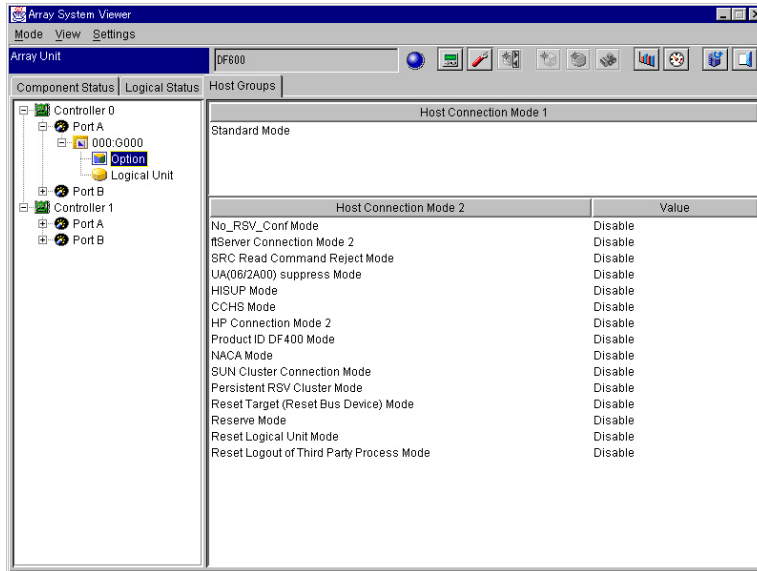 Array System Viewer
Mode View Settings
Array Unit DF600
Component Status Logical Status Host Groups
Controller 0
Port A
000:G000
Option
Logical Unit
Port B
Controller 1
Port A
Port B
Host Connection Mode 1
Standard Mode
Host Connection Mode 2 Value
No_RSV_Conf Mode Disable
ftServer Connection Mode 2 Disable
SRC Read Command Reject Mode Disable
UA(06/2A00) suppress Mode Disable
HISUP Mode Disable
CCHS Mode Disable
HP Connection Mode 2 Disable
Product ID DF400 Mode Disable
NACA Mode Disable
SUN Cluster Connection Mode Disable
Persistent RSV Cluster Mode Disable
Reset Target (Reset Bus Device) Mode Disable
Reserve Mode Disable
Reset Logical Unit Mode Disable
Reset Logout of Third Party Process Mode Disable